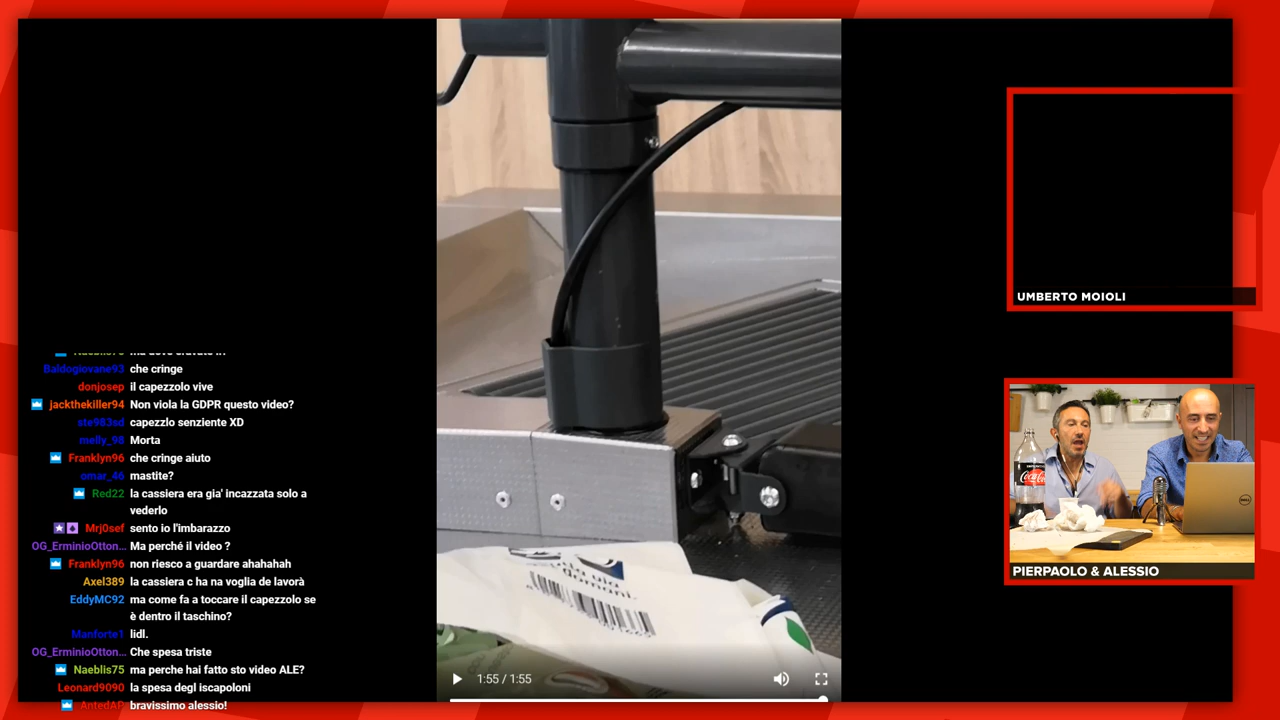 Baldogiovane93 che cringe
donjosep il capezzolo vive
jackthekiller94 Non viola la GDPR questo video?
ste983sd capezzlo senziente XD
melly_98 Morta
Franklyn96 che cringe aiuto
omar_46 mastite?
Red22 la cassiera era gia' incazzata solo a
vederlo
Mrj0sef sento io l'imbarazzo
OG_ErminioOtton... Ma perché il video ?
Franklyn96 non riesco a guardare ahahahah
Axel389 la cassiera c ha na voglia de lavorà
EddyMC92 ma come fa a toccare il capezzolo se
è dentro il taschino?
Manforte1 lidl.
OG_ErminioOtton... Che spesa triste
Naeblis75 ma perche hai fatto sto video ALE?
Leonard9090 la spesa degl iscapoloni
AntedAP bravissimo alessio!
domani.
1:55 / 1:55
UMBERTO MOIOLI
DELL
PIERPAOLO & ALESSIO